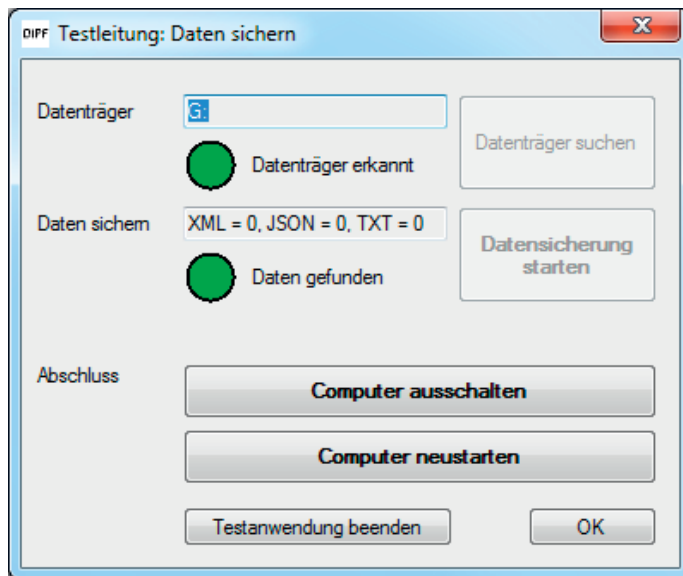 DIPF Testleitung: Daten sichern
Datenträger
G:
Datenträger suchen
Datenträger erkannt
Daten sichern
XML = 0, JSON = 0, TXT = 0
Datensicherung
starten
Daten gefunden
Abschluss
Computer ausschalten
Computer neustarten
Testanwendung beenden
OK